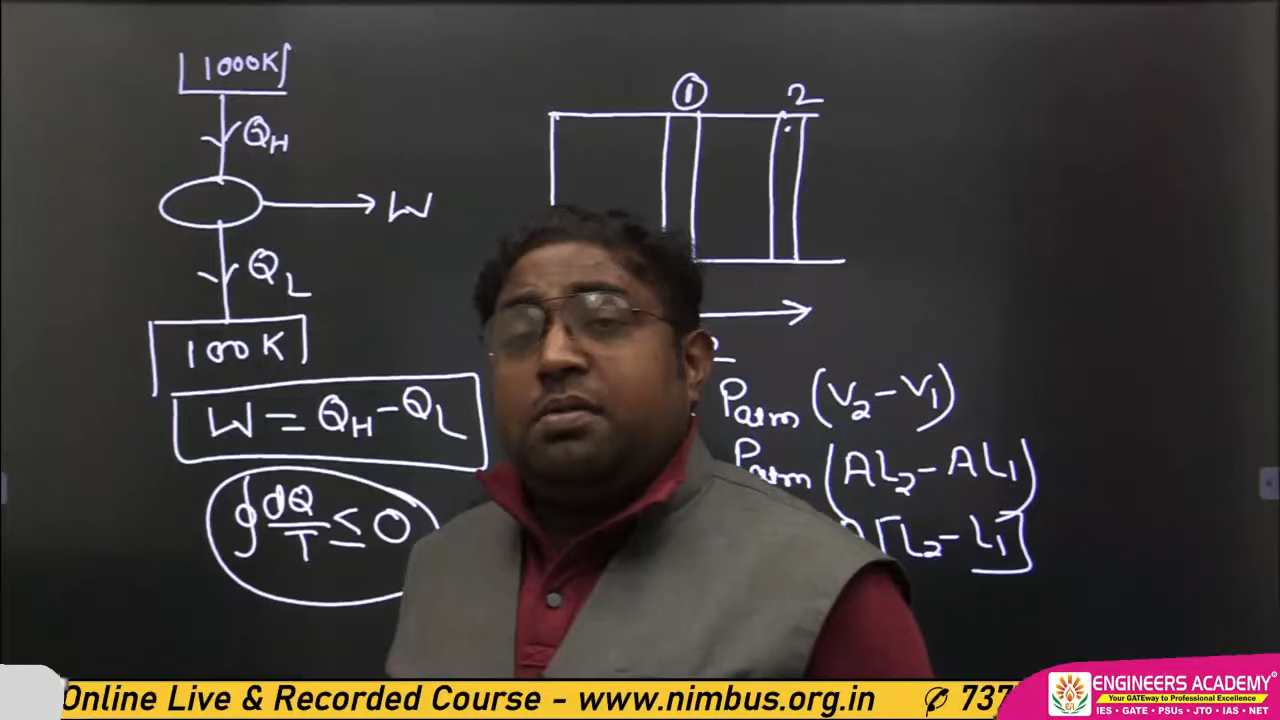 1000K
QH
W
QL
100K
W = QH - QL
∮ dQ/T ≤ 0
1 2
Patm (V2 - V1)
Patm (AL2 - AL1)
[L2 - L1]
Online Live & Recorded Course - www.nimbus.org.in 737
ENGINEERS ACADEMY
Your GATEway to Professional Excellence
IES • GATE • PSUs • JTO • IAS • NET